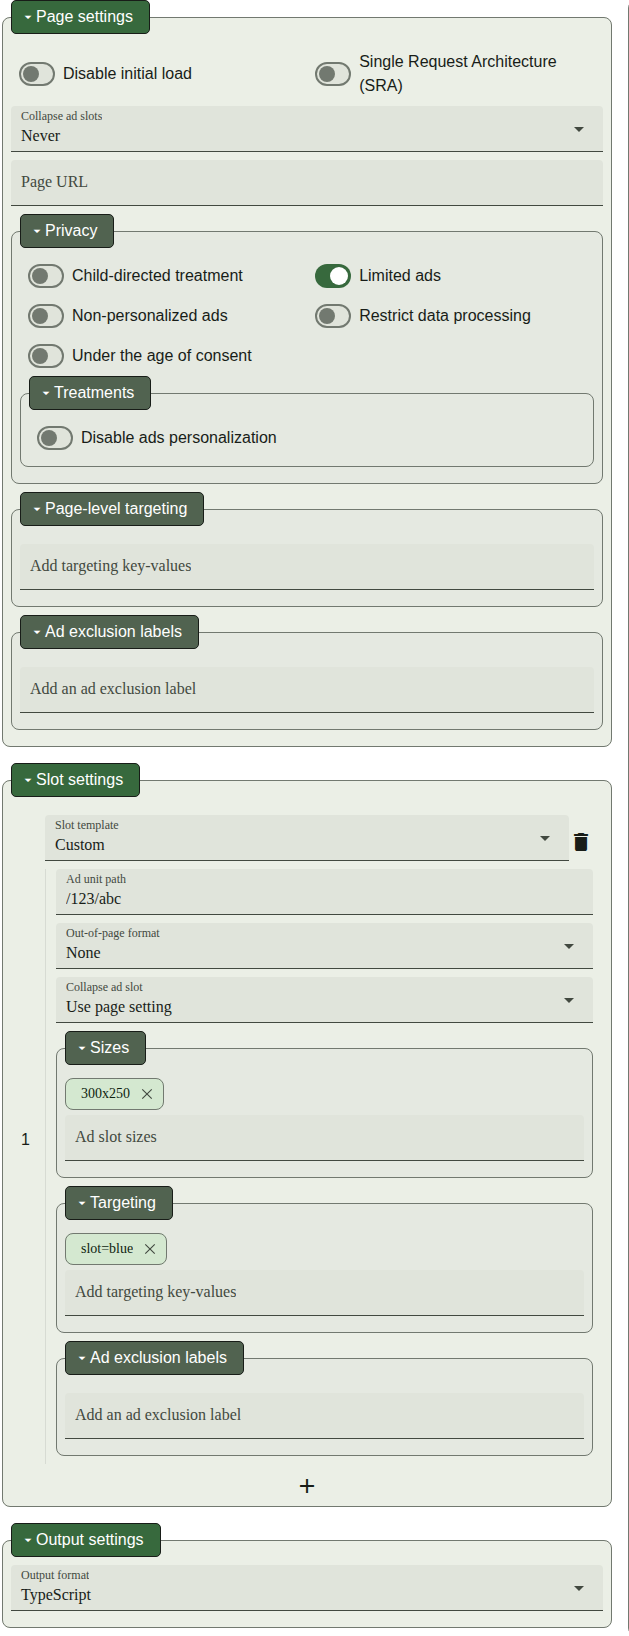 Page settings
Disable initial load
Single Request Architecture
(SRA)
Collapse ad slots
Never
Page URL
Privacy
Child-directed treatment
Limited ads
Non-personalized ads
Restrict data processing
Under the age of consent
Treatments
Disable ads personalization
Page-level targeting
Add targeting key-values
Ad exclusion labels
Add an ad exclusion label
Slot settings
Slot template
Custom
Ad unit path
/123/abc
Out-of-page format
None
Collapse ad slot
Use page setting
Sizes
300x250
1
Ad slot sizes
Targeting
slot=blue
Add targeting key-values
Ad exclusion labels
Add an ad exclusion label
+
Output settings
Output format
TypeScript